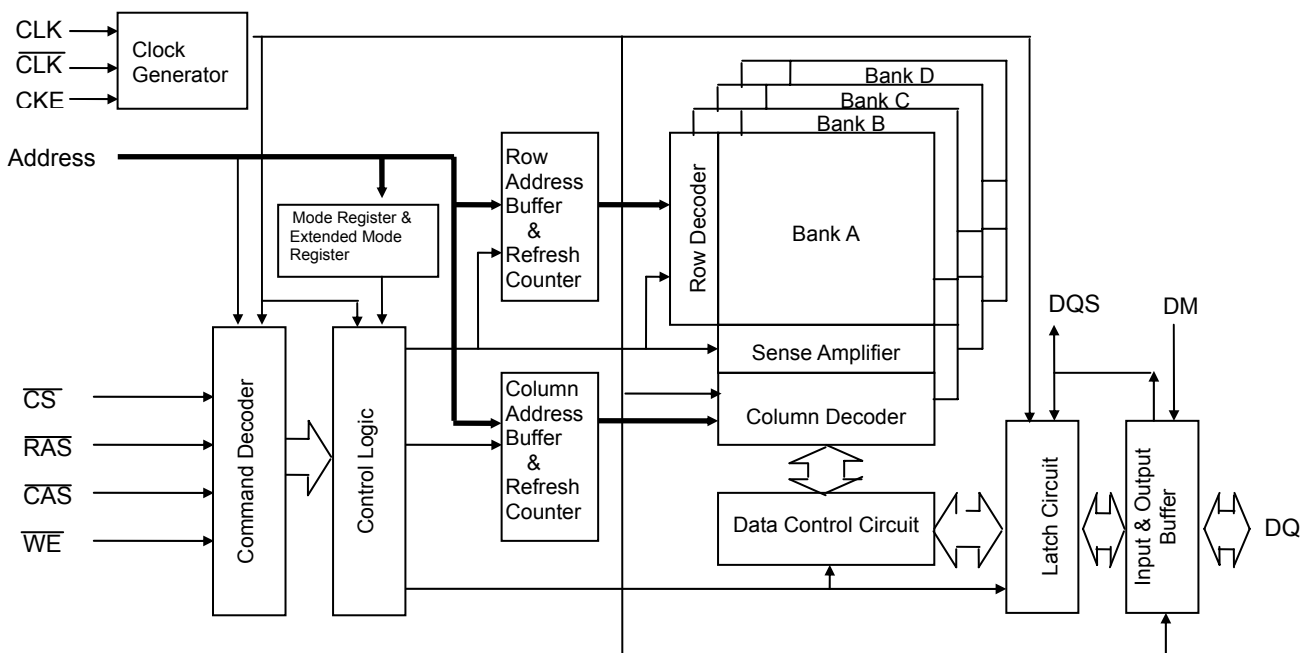 CLK
CLK
CKE
Clock
Generator
Address
Mode Register &
Extended Mode
Register
Row
Address
Buffer
&
Refresh
Counter
Row Decoder
Bank D
Bank C
Bank B
Bank A
Sense Amplifier
Column Decoder
CS
RAS
CAS
WE
Command Decoder
Control Logic
Column
Address
Buffer
&
Refresh
Counter
Data Control Circuit
DQS
DM
Latch Circuit
Input & Output
Buffer
DQ